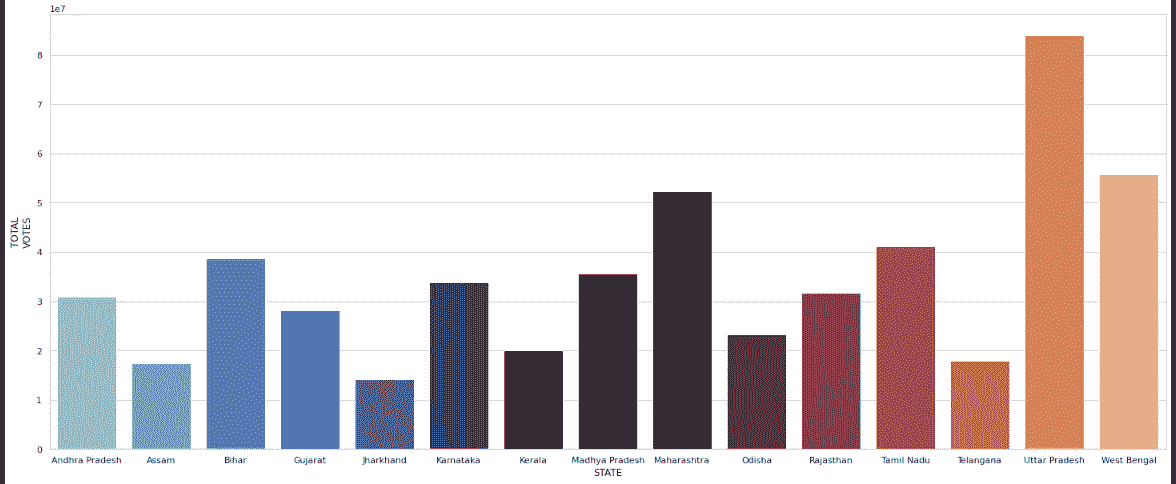 1e7
8
7
6
5
4
3
2
1
0
TOTAL
VOTES
Andhra Pradesh Assam Bihar Gujarat Jharkhand Karnataka Kerala Madhya Pradesh Maharashtra Odisha Rajasthan Tamil Nadu Telangana Uttar Pradesh West Bengal
STATE